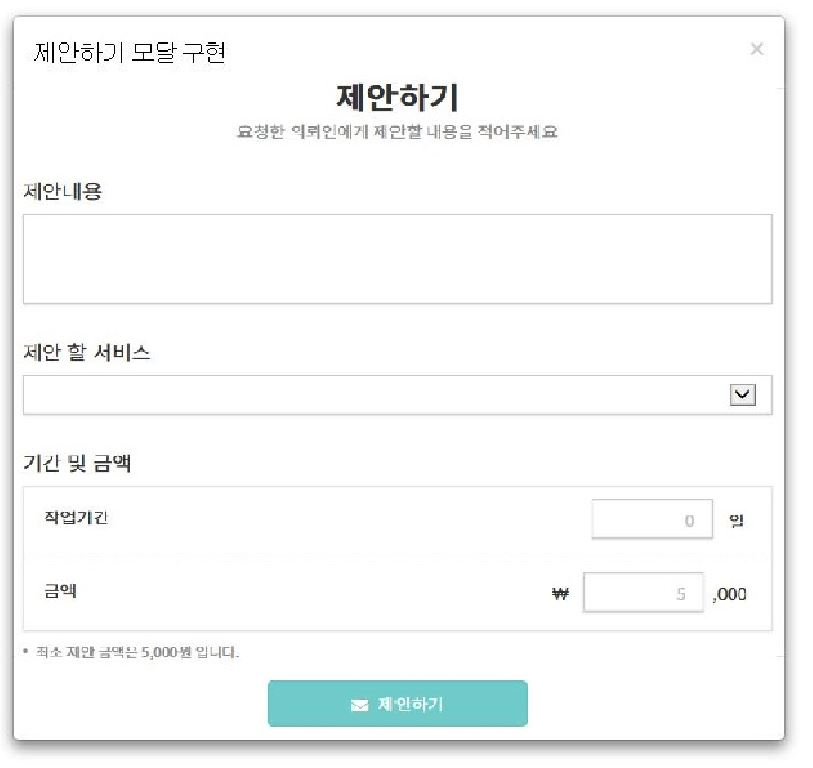 제안하기 모달 구현
×
제안하기
요청한 의뢰인에게 제안할 내용을 적어주세요
제안내용
제안 할 서비스
기간 및 금액
작업기간
0 일
금액
₩ 5 ,000
* 최소 제안 금액은 5,000원 입니다.
제안하기